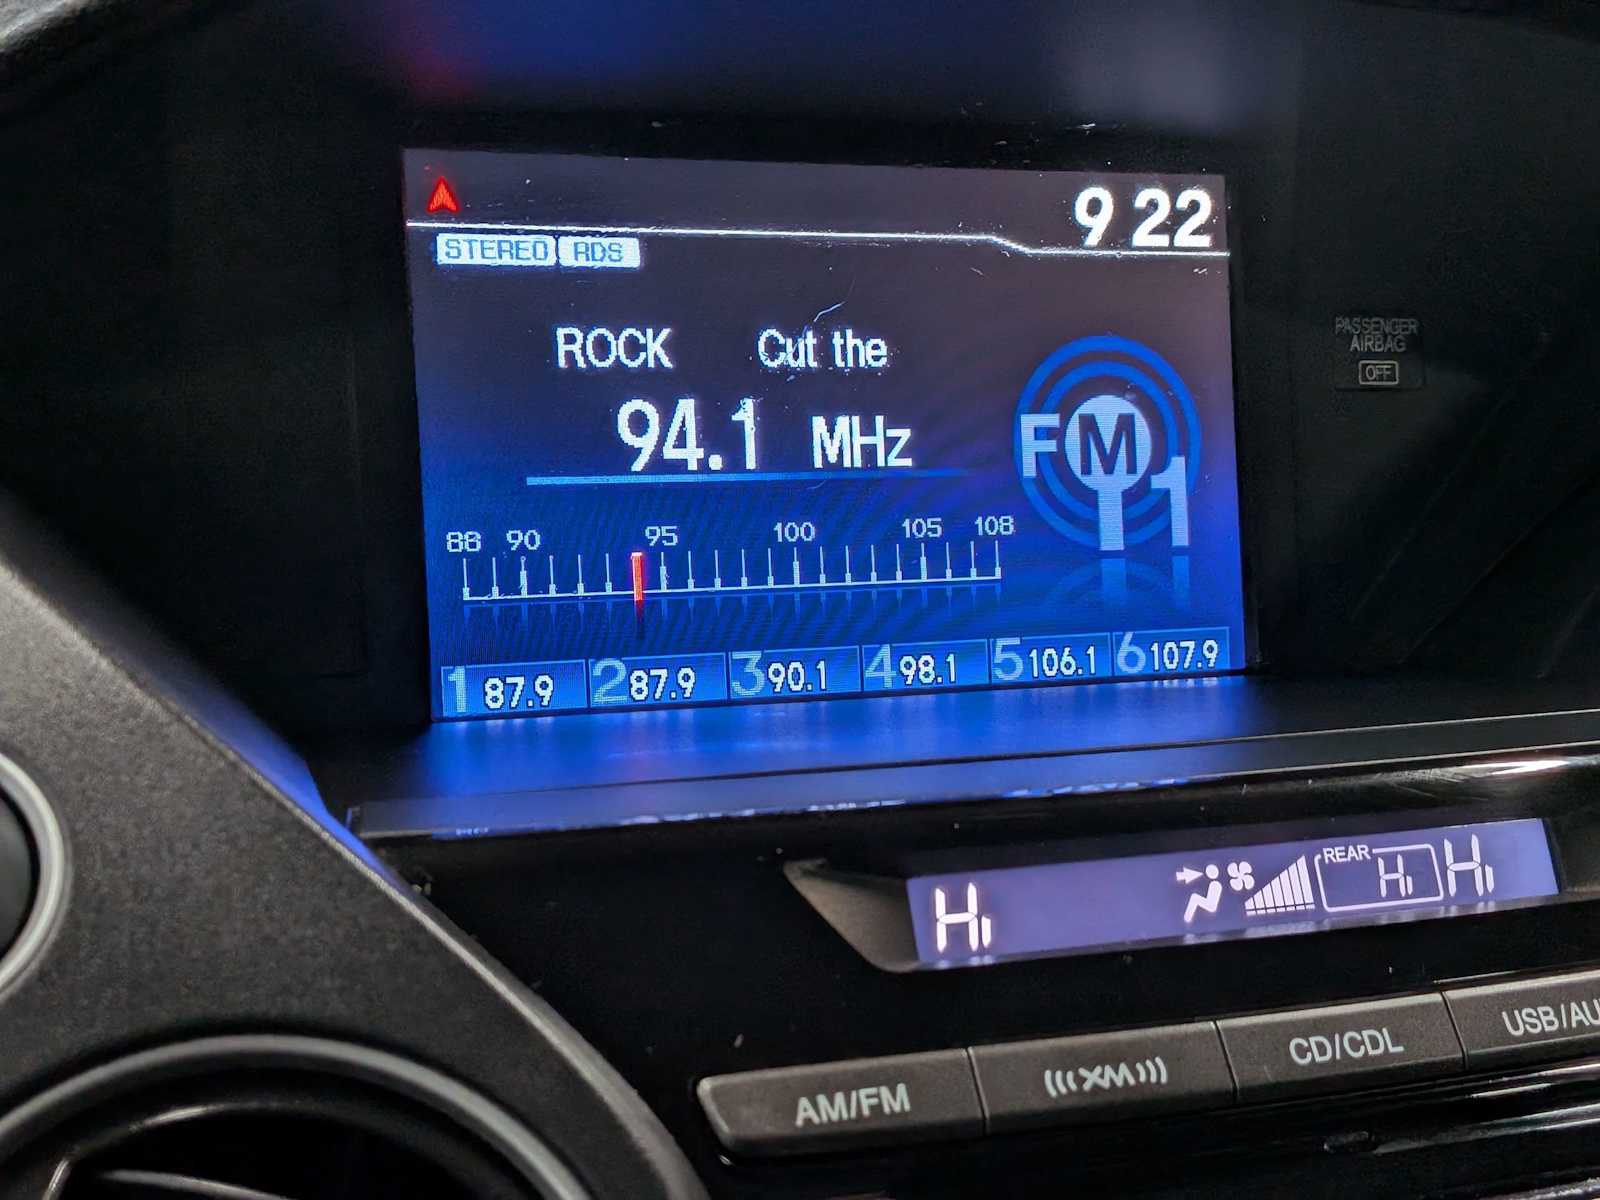 9 22
STEREO RDS
ROCK Cut the
94.1 MHz
FM1
88 90 95 100 105 108
1 87.9 2 87.9 3 90.1 4 98.1 5 106.1 6 107.9
PASSENGER
AIRBAG
OFF
Hi REAR Hi Hi
AM/FM (((XM))) CD/CDL USB/AU